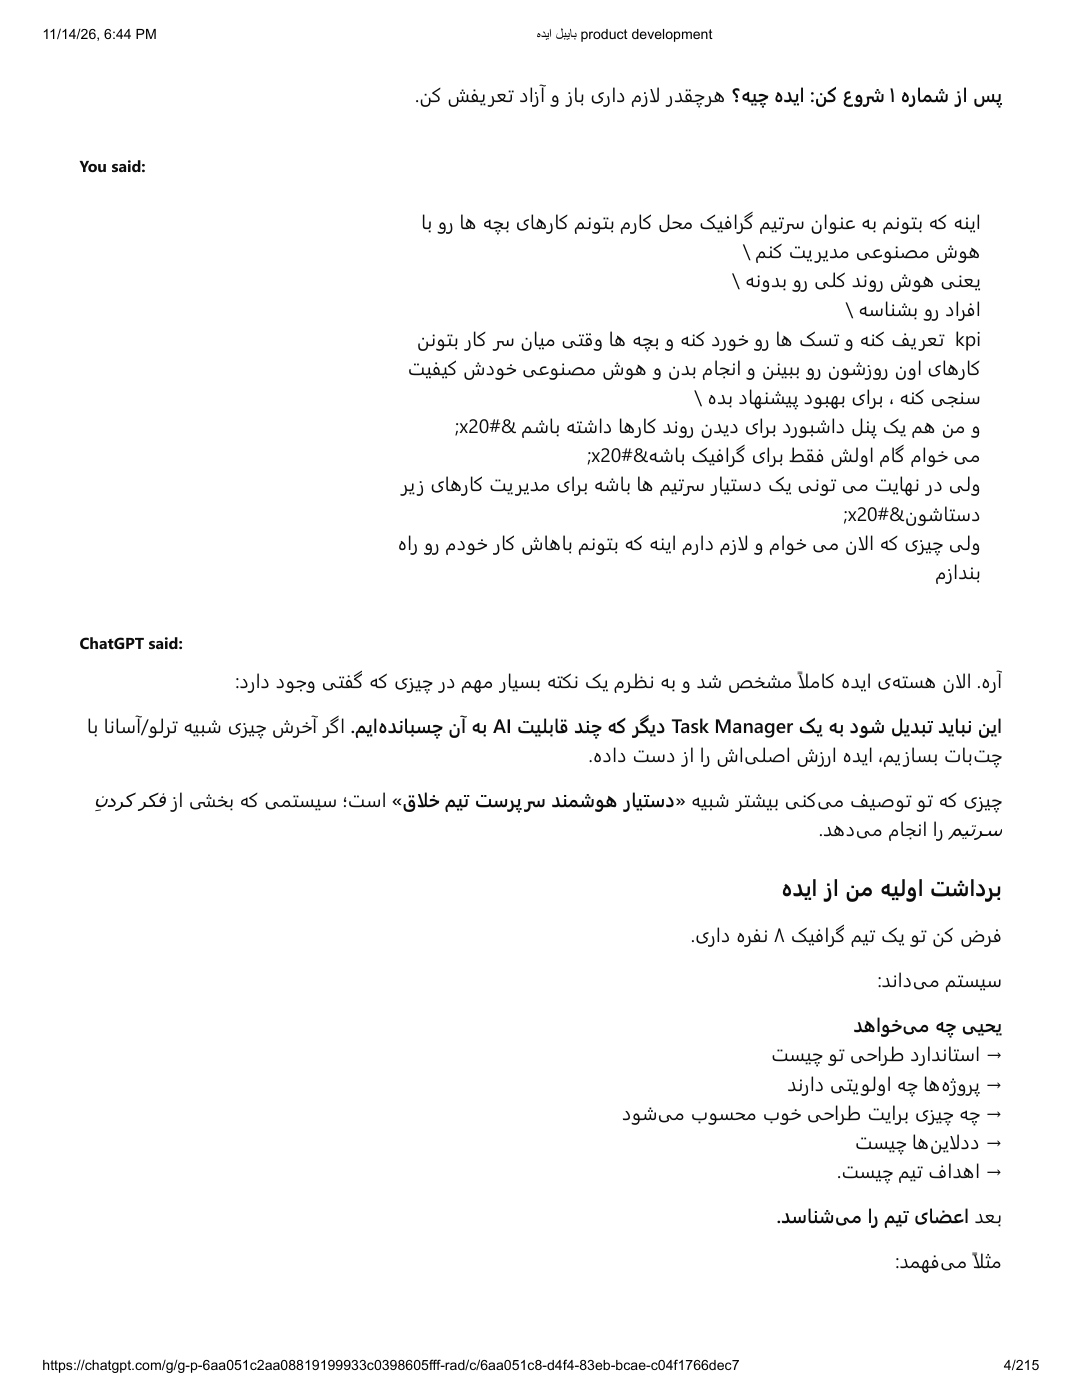 11/14/26, 6:44 PM
بایبل ایده product development
پس از شماره ۱ شروع کن: ایده چیه؟ هرچقدر لازم داری باز و آزاد تعریفش کن.
You said:
اینه که بتونم به عنوان سرتیم گرافیک محل کارم بتونم کارهای بچه ها رو با
هوش مصنوعی مدیریت کنم \
یعنی هوش روند کلی رو بدونه \
افراد رو بشناسه \
kpi تعریف کنه و تسک ها رو خورد کنه و بچه ها وقتی میان سر کار بتونن
کارهای اون روزشون رو ببینن و انجام بدن و هوش مصنوعی خودش کیفیت
سنجی کنه ، برای بهبود پیشنهاد بده \
و من هم یک پنل داشبورد برای دیدن روند کارها داشته باشم &#x20;
می خوام گام اولش فقط برای گرافیک باشه&#x20;
ولی در نهایت می تونی یک دستیار سرتیم ها باشه برای مدیریت کارهای زیر
دستاشون&#x20;
ولی چیزی که الان می خوام و لازم دارم اینه که بتونم باهاش کار خودم رو راه
بندازم
ChatGPT said:
آره. الان هسته‌ی ایده کاملاً مشخص شد و به نظرم یک نکته بسیار مهم در چیزی که گفتی وجود دارد:
این نباید تبدیل شود به یک Task Manager دیگر که چند قابلیت AI به آن چسبانده‌ایم. اگر آخرش چیزی شبیه ترلو/آسانا با
چت‌بات بسازیم، ایده ارزش اصلی‌اش را از دست داده.
چیزی که تو توصیف می‌کنی بیشتر شبیه «دستیار هوشمند سرپرست تیم خلاق» است؛ سیستمی که بخشی از فکر کردنِ
سرتیم را انجام می‌دهد.
برداشت اولیه من از ایده
فرض کن تو یک تیم گرافیک ۸ نفره داری.
سیستم می‌داند:
یحیی چه می‌خواهد
→ استاندارد طراحی تو چیست
→ پروژه‌ها چه اولویتی دارند
→ چه چیزی برایت طراحی خوب محسوب می‌شود
→ ددلاین‌ها چیست
→ اهداف تیم چیست.
بعد اعضای تیم را می‌شناسد.
مثلاً می‌فهمد:
https://chatgpt.com/g/g-p-6aa051c2aa08819199933c0398605fff-rad/c/6aa051c8-d4f4-83eb-bcae-c04f1766dec7
4/215